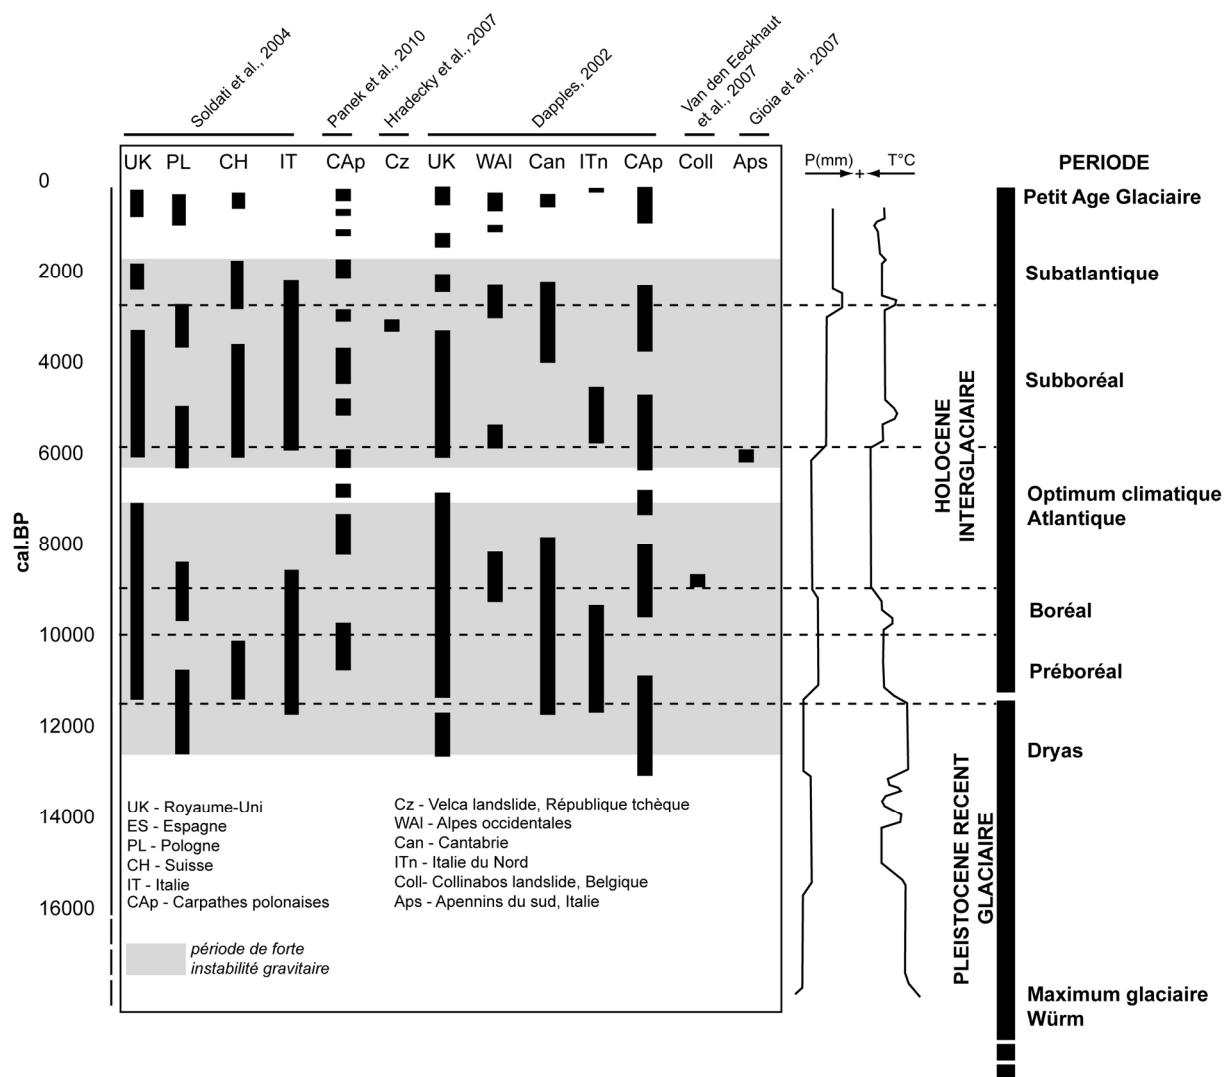 Soldati et al., 2004
Panek et al., 2010
Hradecky et al., 2007
Dapples, 2002
Van den Eeckhaut
et al., 2007
Gioia et al., 2007
UK PL CH IT CAp Cz UK WAl Can ITn CAp Coll Aps
P(mm) + T°C
PERIODE
0
2000
4000
6000
8000
10000
12000
14000
16000
cal.BP
Petit Age Glaciaire
Subatlantique
Subboréal
Optimum climatique
Atlantique
Boréal
Préboréal
Dryas
Maximum glaciaire
Würm
HOLOCENE
INTERGLACIAIRE
PLEISTOCENE RECENT
GLACIAIRE
UK - Royaume-Uni
ES - Espagne
PL - Pologne
CH - Suisse
IT - Italie
CAp - Carpathes polonaises
Cz - Velca landslide, République tchèque
WAl - Alpes occidentales
Can - Cantabrie
ITn - Italie du Nord
Coll- Collinabos landslide, Belgique
Aps - Apennins du sud, Italie
période de forte
instabilité gravitaire